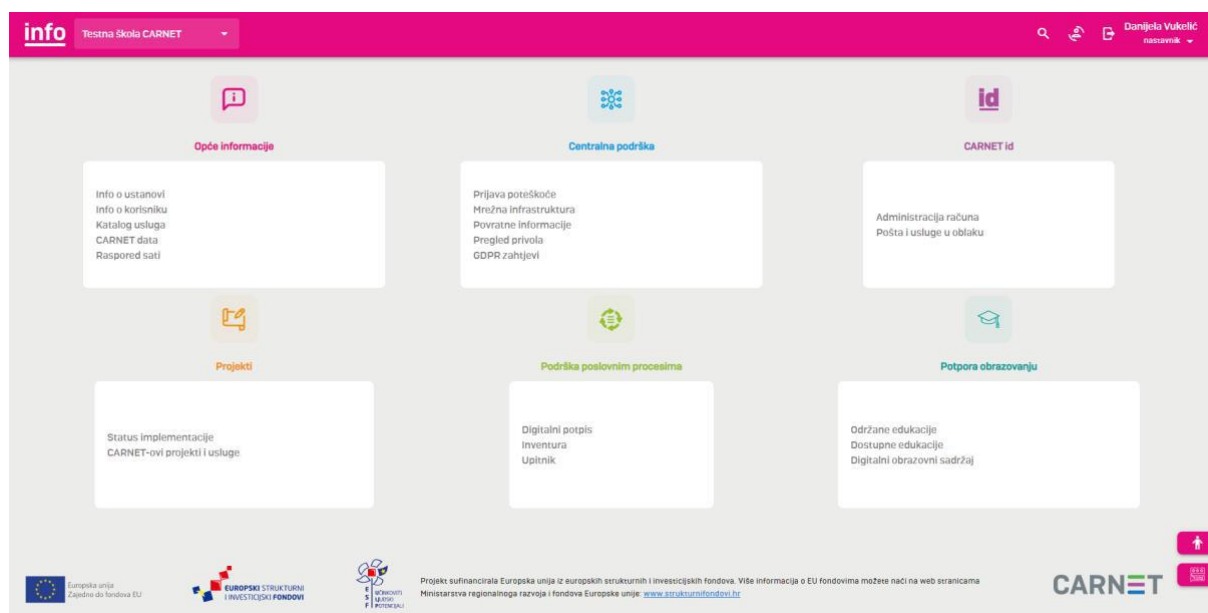 info
Testna škola CARNET
Danijela Vukelić
nastavnik
Opće informacije
Centralna podrška
id
CARNET id
Info o ustanovi
Info o korisniku
Katalog usluga
CARNET data
Raspored sati
Prijava poteškoće
Mrežna infrastruktura
Povratne informacije
Pregled privola
GDPR zahtjevi
Administracija računa
Pošta i usluge u oblaku
Projekti
Podrška poslovnim procesima
Potpora obrazovanju
Status implementacije
CARNET-ovi projekti i usluge
Digitalni potpis
Inventura
Upitnik
Održane edukacije
Dostupne edukacije
Digitalni obrazovni sadržaj
Europska unija
Zajedno do fondova EU
EUROPSKI STRUKTURNI
I INVESTICIJSKI FONDOVI
E UČINKOVITI
S LJUDSKI
F POTENCIJALI
Projekt sufinancirala Europska unija iz europskih strukturnih i investicijskih fondova. Više informacija o EU fondovima možete naći na web stranicama
Ministarstva regionalnoga razvoja i fondova Europske unije: www.strukturnifondovi.hr
CARNET